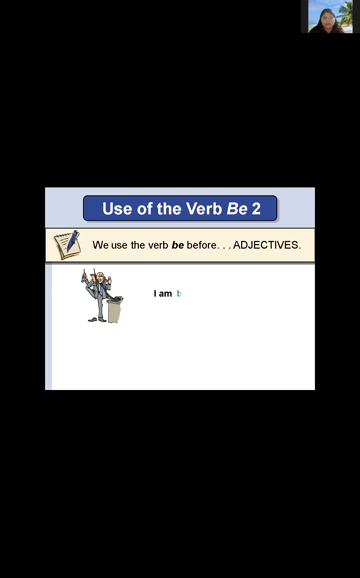 Use of the Verb Be 2
We use the verb be before. . . ADJECTIVES.
I am